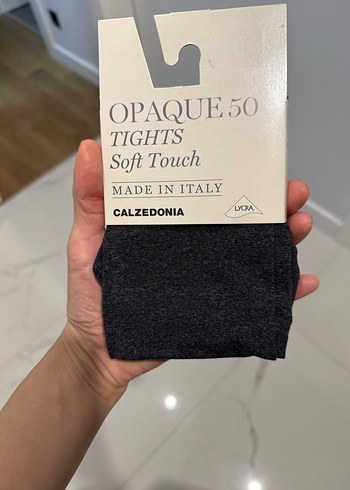 OPAQUE 50
TIGHTS
Soft Touch
MADE IN ITALY
CALZEDONIA
LYCRA